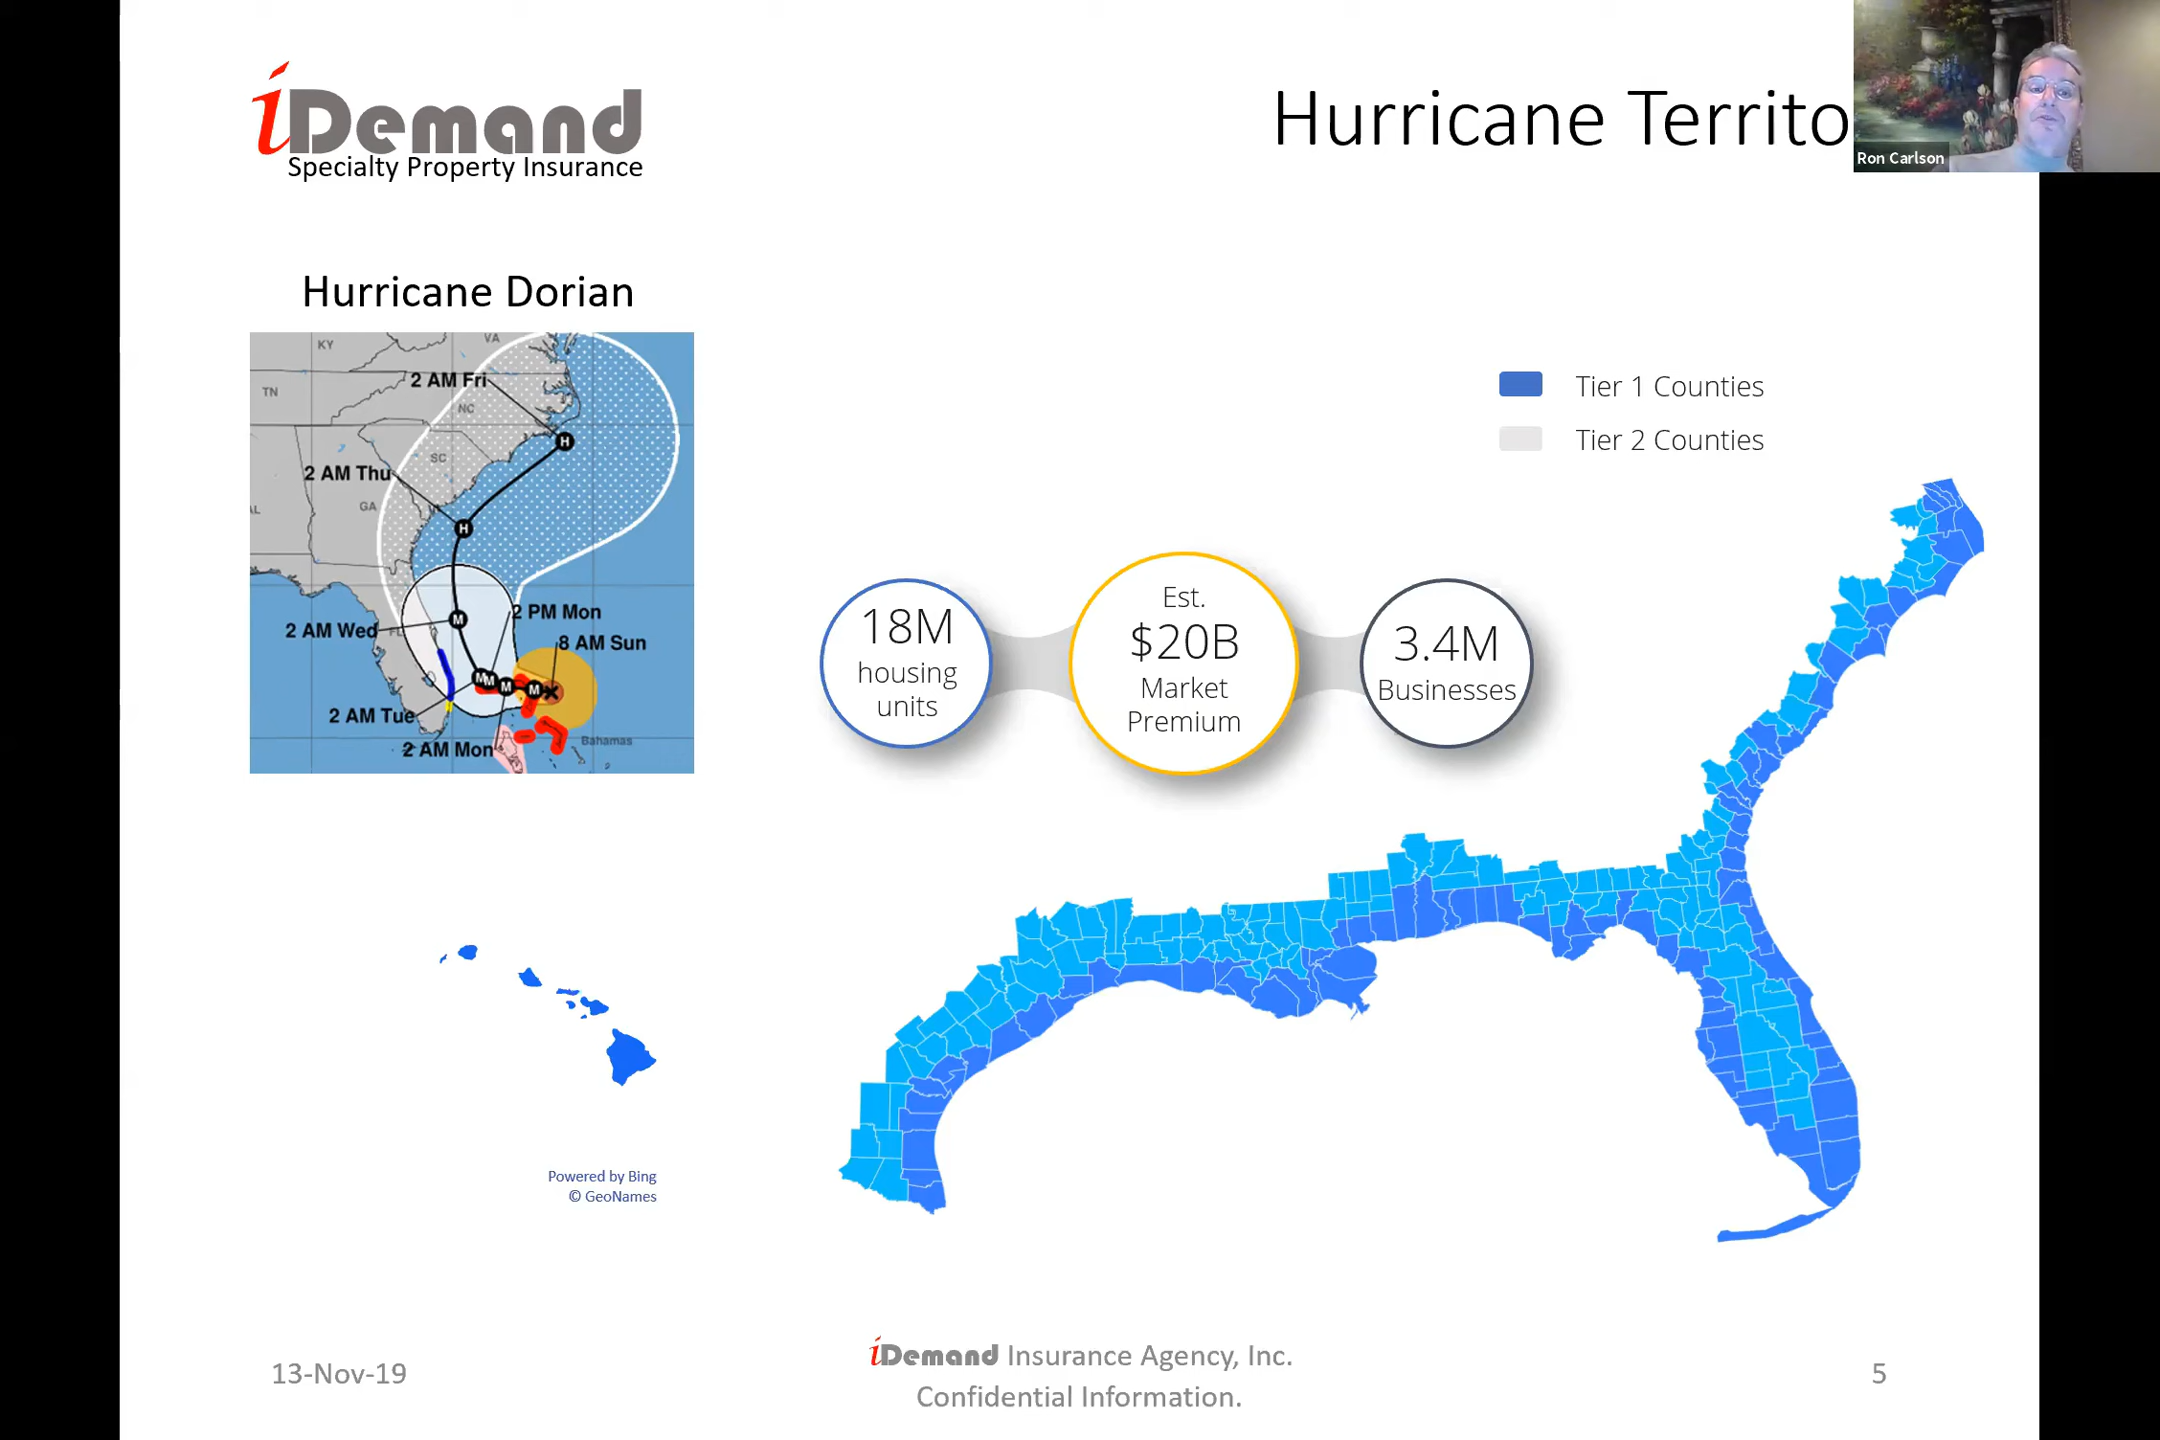 iDemand
Specialty Property Insurance
Hurricane Territo
Ron Carlson
Hurricane Dorian
KY
VA
2 AM Fri
TN
NC
SC
2 AM Thu
GA
AL
H
H
M
2 PM Mon
2 AM Wed
FL
8 AM Sun
M
M
M
M
2 AM Tue
2 AM Mon
Bahamas
Tier 1 Counties
Tier 2 Counties
18M
housing
units
Est.
$20B
Market
Premium
3.4M
Businesses
Powered by Bing
© GeoNames
13-Nov-19
iDemand Insurance Agency, Inc.
Confidential Information.
5